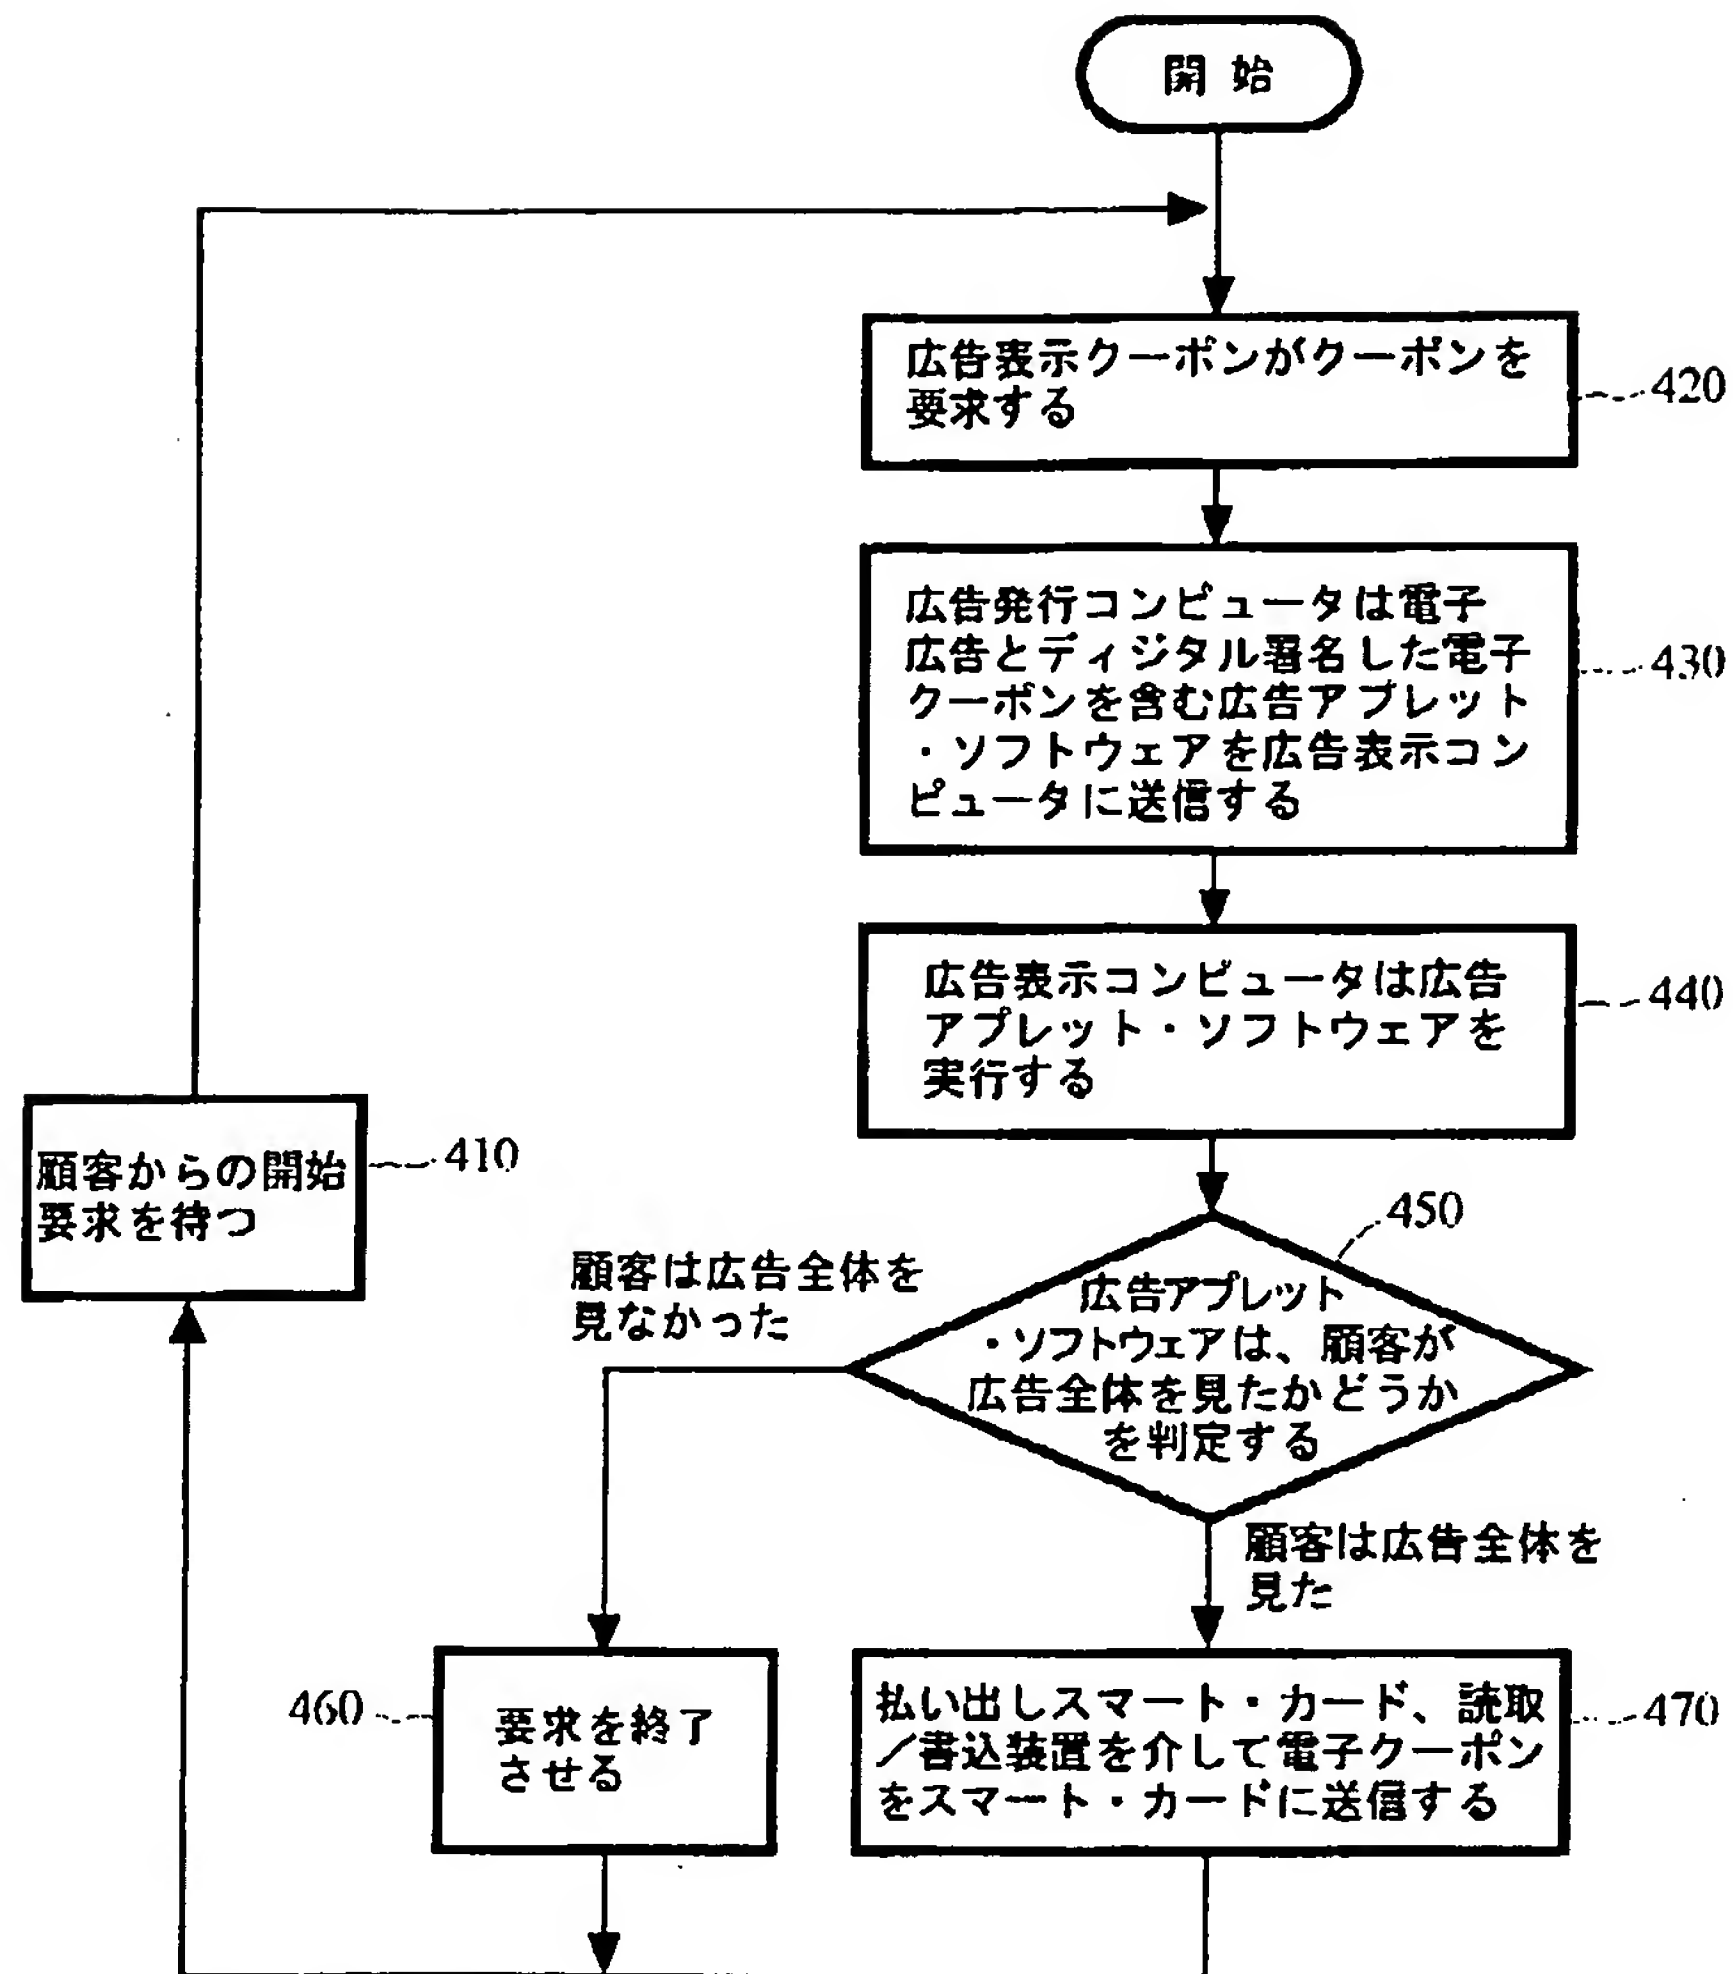 開始
広告表示クーポンがクーポンを
要求する
420
広告発行コンピュータは電子
広告とディジタル署名した電子
クーポンを含む広告アプレット
・ソフトウェアを広告表示コン
ピュータに送信する
430
広告表示コンピュータは広告
アプレット・ソフトウェアを
実行する
440
顧客からの開始
要求を待つ
410
450
広告アプレット
・ソフトウェアは、顧客が
広告全体を見たかどうか
を判定する
顧客は広告全体を
見なかった
顧客は広告全体を
見た
460
要求を終了
させる
払い出しスマート・カード、読取
／書込装置を介して電子クーポン
をスマート・カードに送信する
470